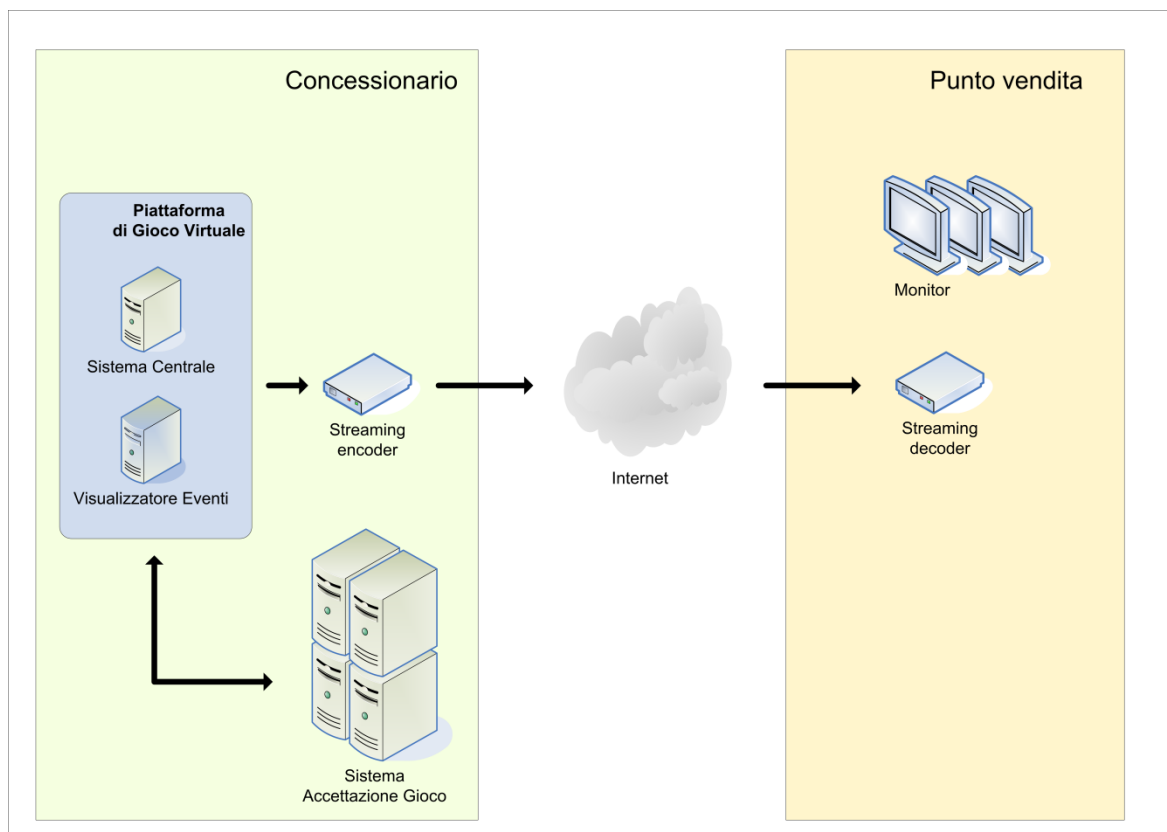 Concessionario
Punto vendita
Piattaforma
di Gioco Virtuale
Sistema Centrale
Visualizzatore Eventi
Streaming
encoder
Sistema
Accettazione Gioco
Internet
Monitor
Streaming
decoder